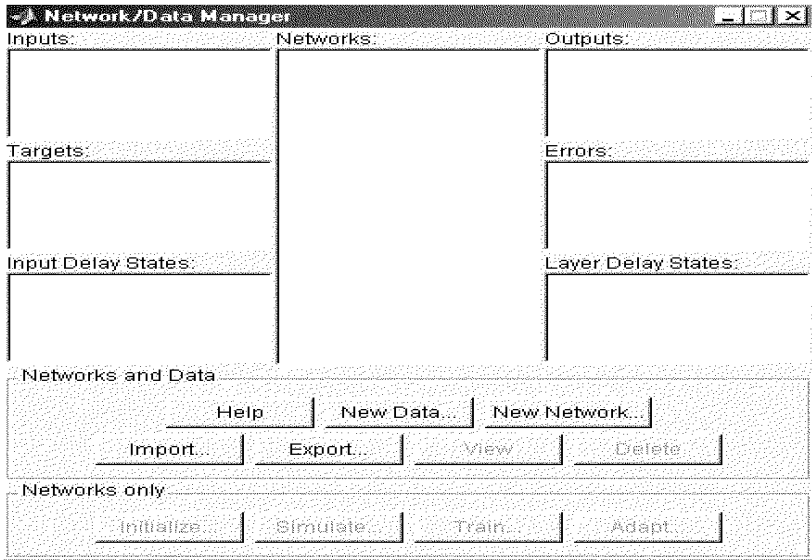 Network/Data Manager
Inputs: Networks: Outputs:
Targets: Errors:
Input Delay States: Layer Delay States:
Networks and Data
Help New Data... New Network...
Import... Export... View Delete
Networks only
Initialize... Simulate... Train... Adapt...